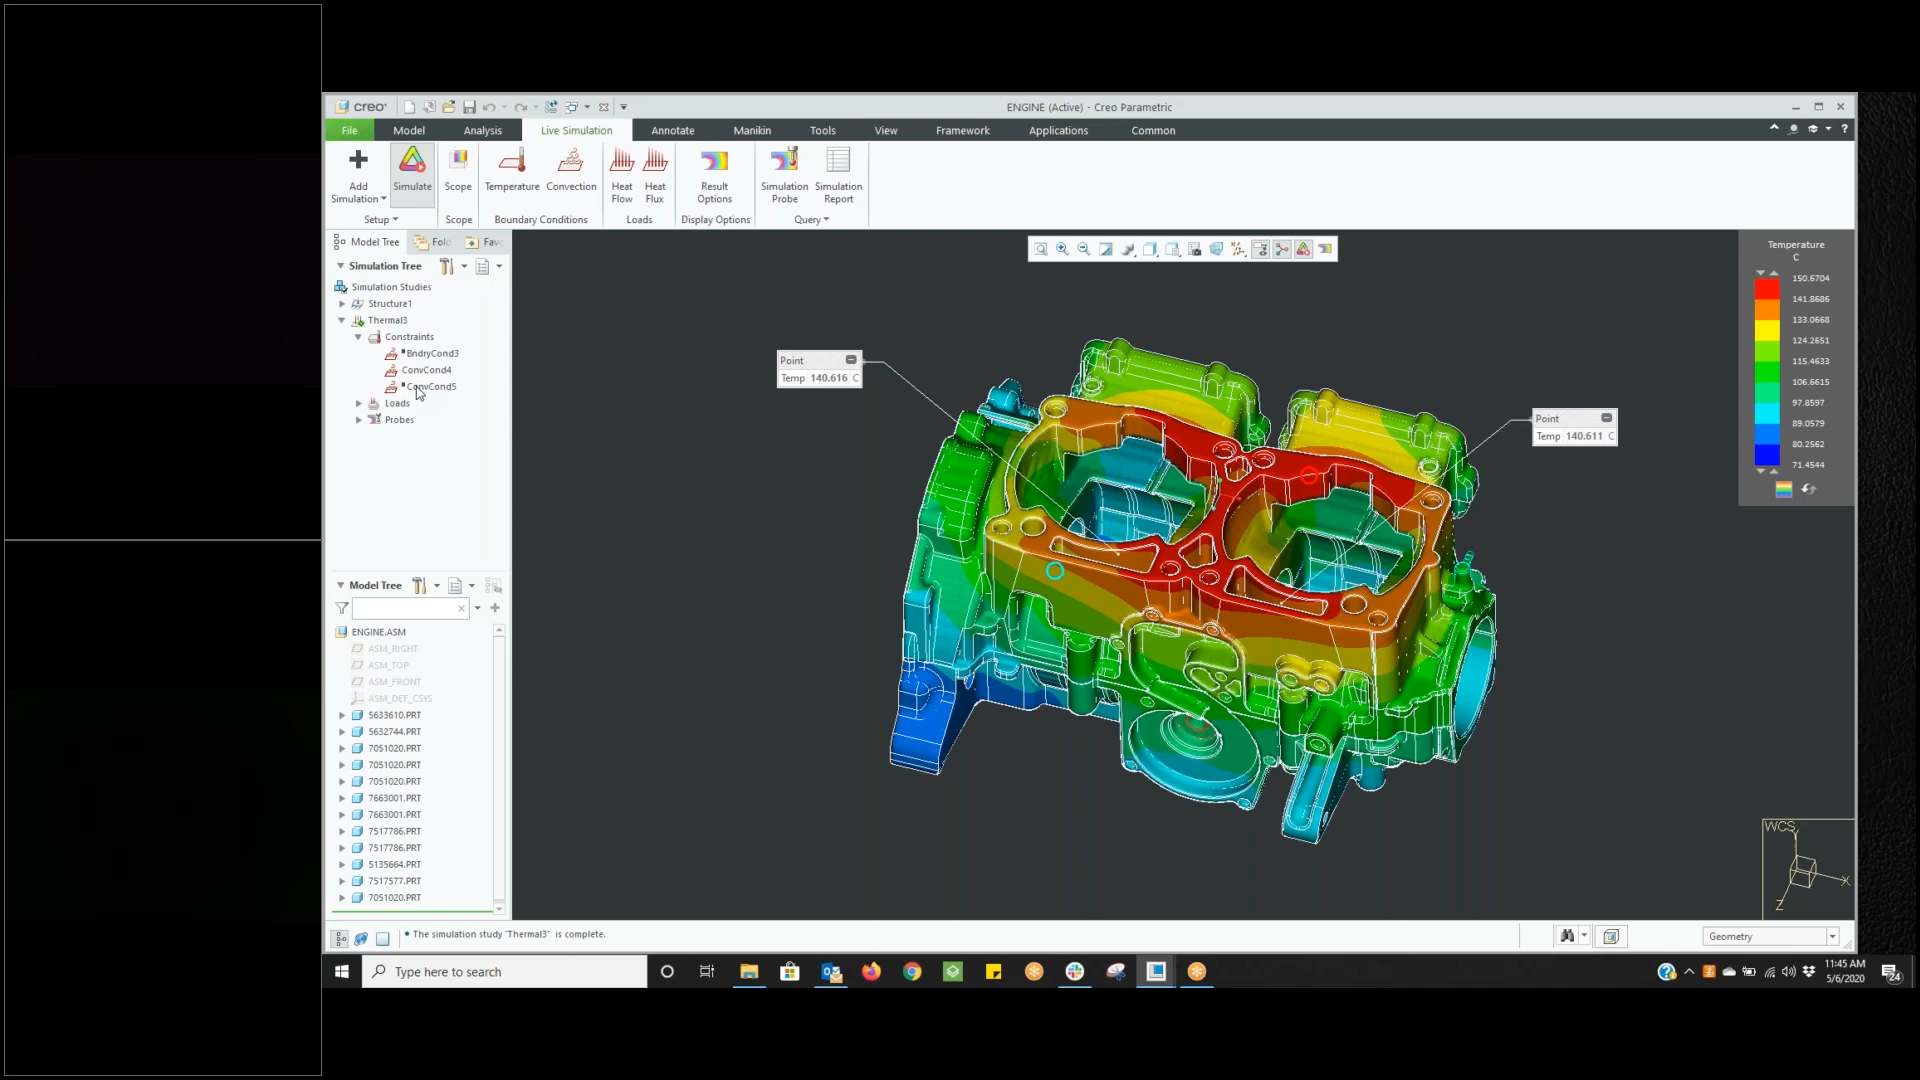 creo
ENGINE (Active) - Creo Parametric
File Model Analysis Live Simulation Annotate Manikin Tools View Framework Applications Common
Add Simulation
Simulate
Scope
Temperature
Convection
Heat Flow
Heat Flux
Result Options
Simulation Probe
Simulation Report
Setup
Scope
Boundary Conditions
Loads
Display Options
Query
Model Tree
Fol
Fav
Simulation Tree
Simulation Studies
Structure1
Thermal3
Constraints
BndryCond3
ConvCond4
ConvCond5
Loads
Probes
Model Tree
ENGINE.ASM
ASM_RIGHT
ASM_TOP
ASM_FRONT
ASM_DEF_CSYS
5633610.PRT
5632744.PRT
7051020.PRT
7051020.PRT
7051020.PRT
7663001.PRT
7663001.PRT
7517786.PRT
7517786.PRT
5135664.PRT
7517577.PRT
7051020.PRT
Point
Temp 140.616 C
Point
Temp 140.611 C
Temperature
C
150.6704
141.8686
133.0668
124.2651
115.4633
106.6615
97.8597
89.0579
80.2562
71.4544
WCS
X
Z
The simulation study 'Thermal3' is complete.
Geometry
Type here to search
11:45 AM
5/6/2020
24